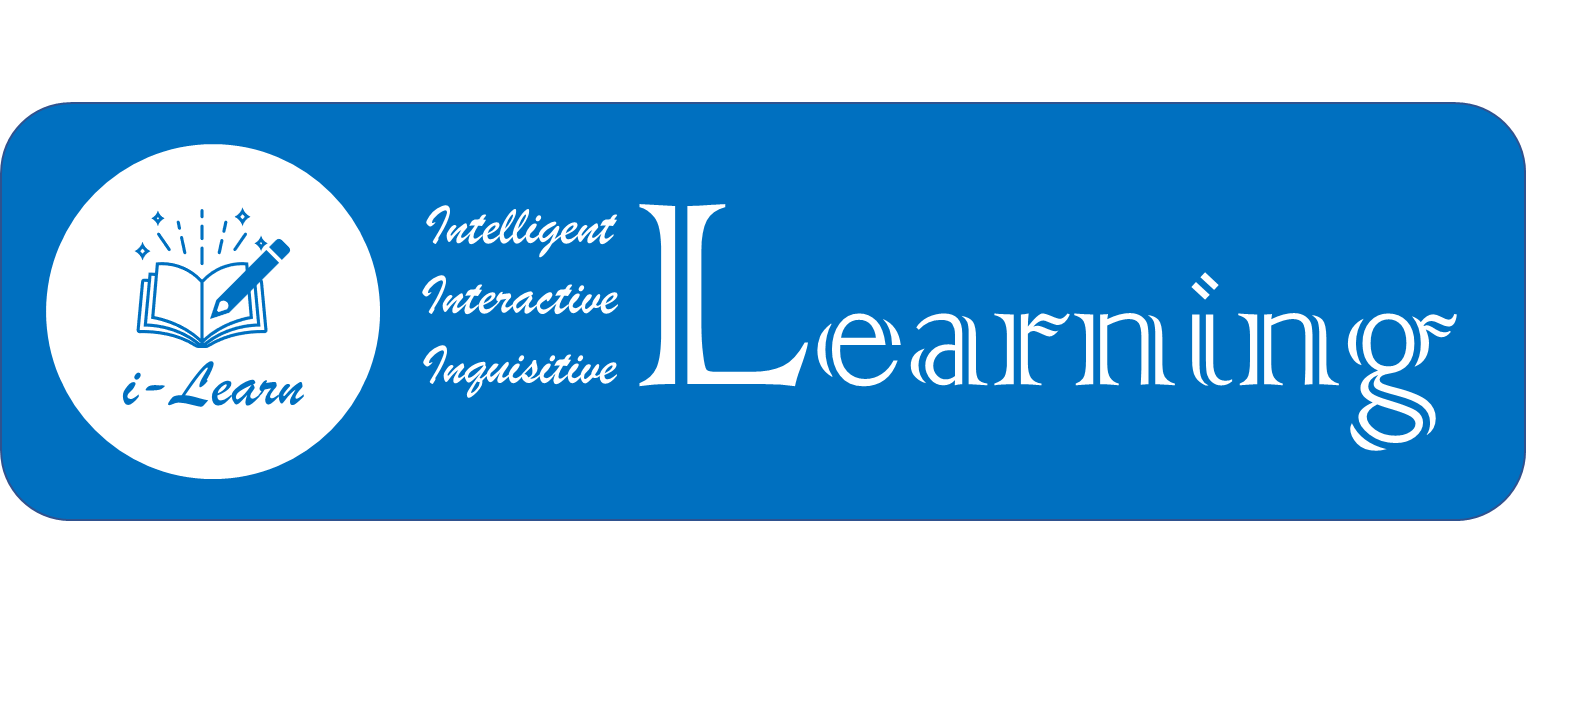 i-Learn
Intelligent
Interactive
Inquisitive
Learning